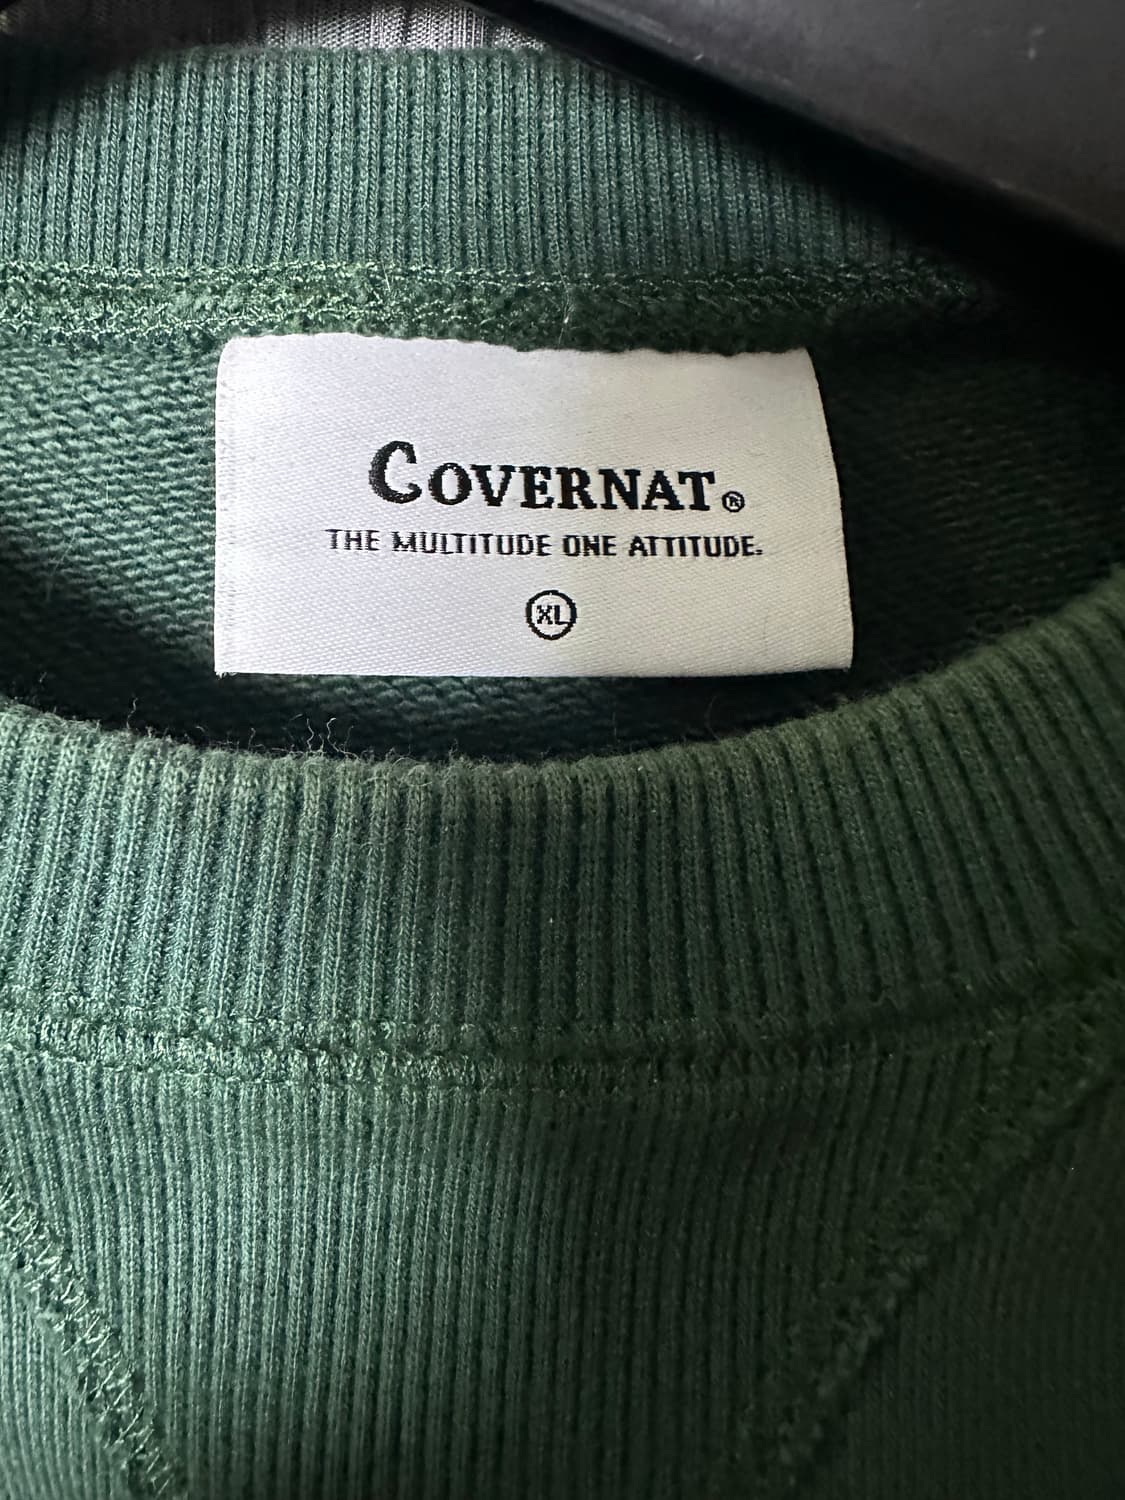 COVERNAT®
THE MULTITUDE ONE ATTITUDE.
XL